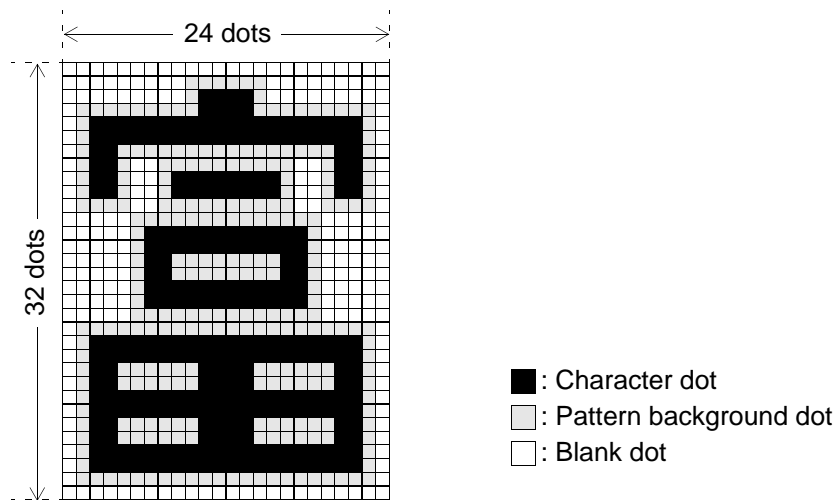 24 dots
32 dots
富
: Character dot
: Pattern background dot
: Blank dot